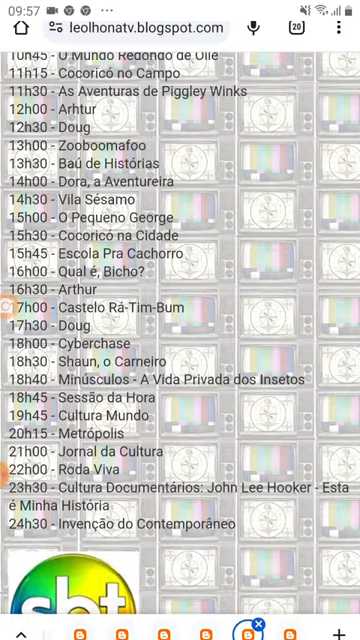 09:57
leolhonatv.blogspot.com
20
10h45 - O Mundo Redondo de Olie
11h15 - Cocoricó no Campo
11h30 - As Aventuras de Piggley Winks
12h00 - Arhtur
12h30 - Doug
13h00 - Zooboomafoo
13h30 - Baú de Histórias
14h00 - Dora, a Aventureira
14h30 - Vila Sésamo
15h00 - O Pequeno George
15h30 - Cocoricó na Cidade
15h45 - Escola Pra Cachorro
16h00 - Qual é, Bicho?
16h30 - Arthur
17h00 - Castelo Rá-Tim-Bum
17h30 - Doug
18h00 - Cyberchase
18h30 - Shaun, o Carneiro
18h40 - Minúsculos - A Vida Privada dos Insetos
18h45 - Sessão da Hora
19h45 - Cultura Mundo
20h15 - Metrópolis
21h00 - Jornal da Cultura
22h00 - Roda Viva
23h30 - Cultura Documentários: John Lee Hooker - Esta
é Minha História
24h30 - Invenção do Contemporâneo
sbt